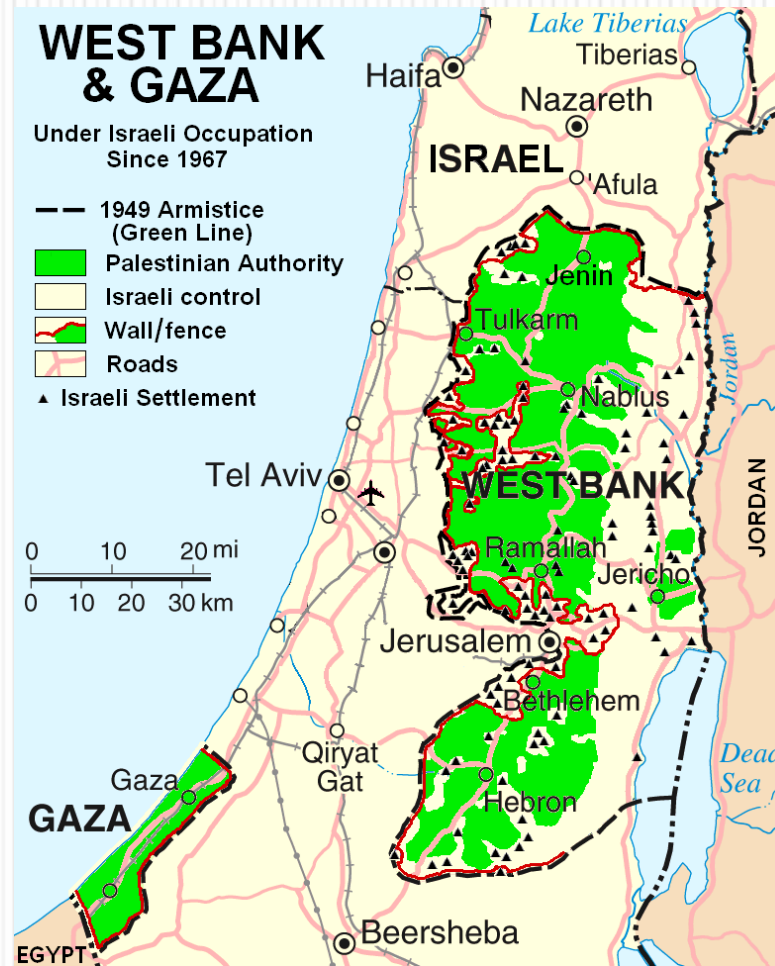 WEST BANK
& GAZA
Under Israeli Occupation
Since 1967
1949 Armistice
(Green Line)
Palestinian Authority
Israeli control
Wall/fence
Roads
Israeli Settlement
Lake Tiberias
Tiberias
Haifa
Nazareth
ISRAEL
'Afula
Jenin
Tulkarm
Jordan
Nablus
Tel Aviv
WEST BANK
JORDAN
0 10 20 mi
0 10 20 30 km
Ramallah
Jericho
Jerusalem
Bethlehem
Qiryat
Gat
Dead
Sea
Gaza
GAZA
Hebron
Beersheba
EGYPT